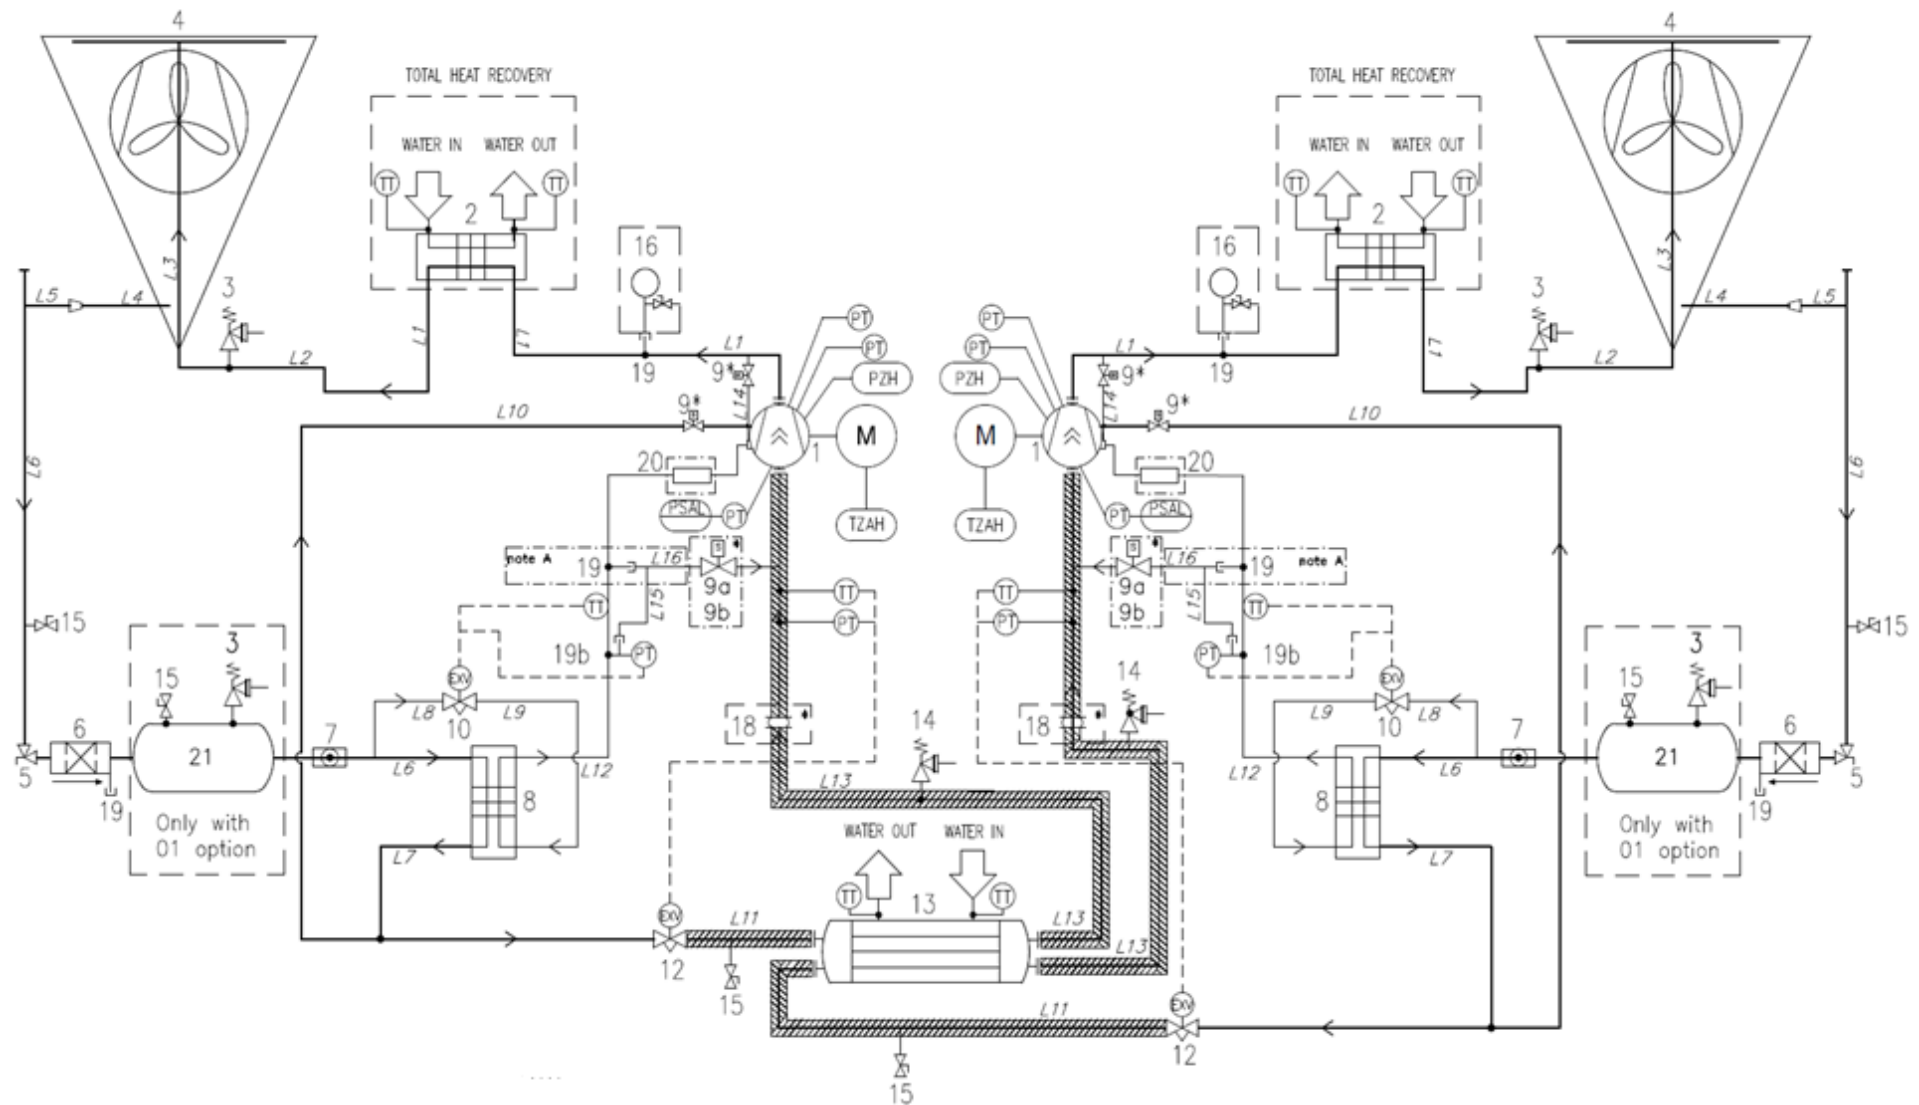 4 4
TOTAL HEAT RECOVERY TOTAL HEAT RECOVERY
WATER IN WATER OUT WATER IN WATER OUT
TT TT TT TT
2 2
16 16
L3 L3
3 3
L5 L4 L4 L5
PT PT
L1 L1 L1 L1 L1 L1
PT PT
L2 L2
19 19
9* 9*
PZH PZH
L14 L14
L10 9* 9* L10
M M
1 1
20 20
L6 L6
PSAL PT PT PSAL
TZAH TZAH
note A 19 L16 L16 19 note A
S S
9a 9a
9b 9b
L15 L15
TT TT TT TT
15 PT PT 15
19b PT PT 19b
3 3
15 15
EXV EXV
14
L8 10 L9 L9 10 L8
18 18
14
6 7 7 6
21 21
L6 L12 L12 L6
5 5
19 19
8 8
L13
Only with Only with
01 option 01 option
WATER OUT WATER IN
L7 L7
TT 13 TT
EXV L11 L13
L13
12
15
EXV
L11
12
15